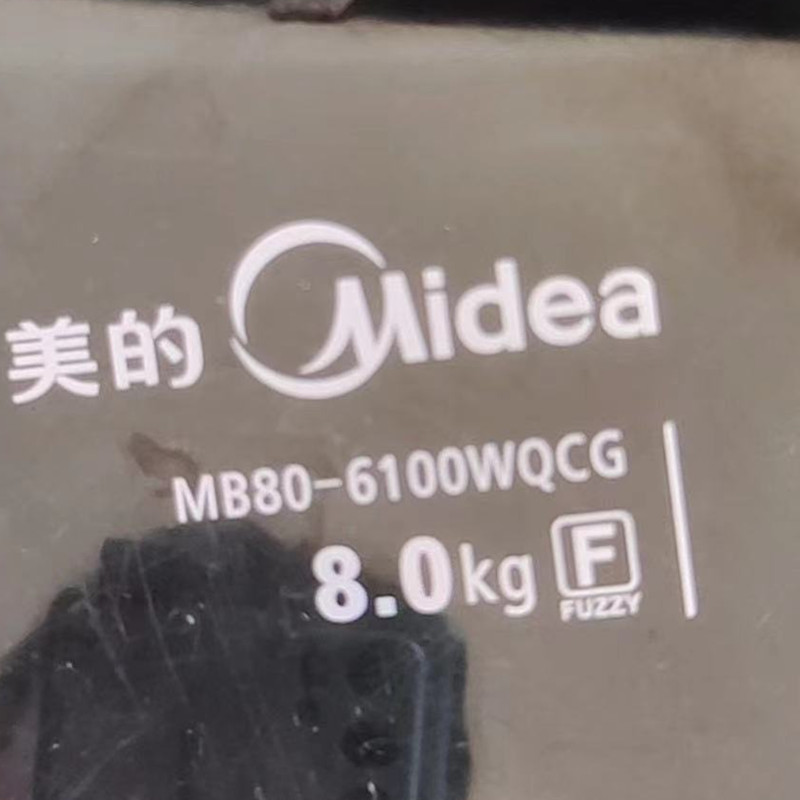 美的 Midea
MB80-6100WQCG
8.0kg F
FUZZY